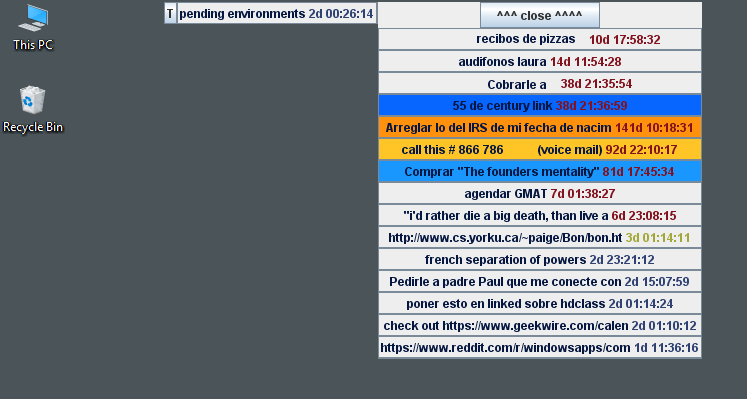 This PC
Recycle Bin
T pending environments 2d 00:26:14
^^^ close ^^^^
recibos de pizzas 10d 17:58:32
audifonos laura 14d 11:54:28
Cobrarle a 38d 21:35:54
55 de century link 38d 21:36:59
Arreglar lo del IRS de mi fecha de nacim 141d 10:18:31
call this # 866 786 (voice mail) 92d 22:10:17
Comprar "The founders mentality" 81d 17:45:34
agendar GMAT 7d 01:38:27
"i'd rather die a big death, than live a 6d 23:08:15
http://www.cs.yorku.ca/~paige/Bon/bon.ht 3d 01:14:11
french separation of powers 2d 23:21:12
Pedirle a padre Paul que me conecte con 2d 15:07:59
poner esto en linked sobre hdclass 2d 01:14:24
check out https://www.geekwire.com/calen 2d 01:10:12
https://www.reddit.com/r/windowsapps/com 1d 11:36:16